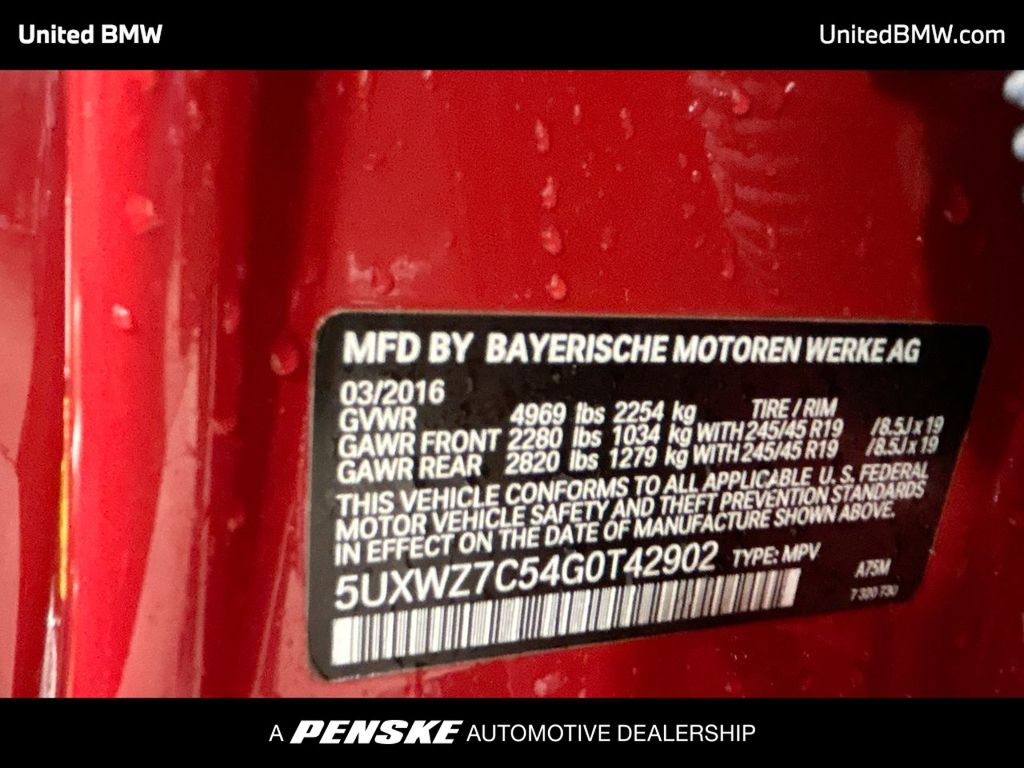 United BMW
UnitedBMW.com
MFD BY BAYERISCHE MOTOREN WERKE AG
03/2016
GVWR 4969 lbs 2254 kg TIRE / RIM
GAWR FRONT 2280 lbs 1034 kg WITH 245/45 R19 /8.5J x 19
GAWR REAR 2820 lbs 1279 kg WITH 245/45 R19 /8.5J x 19
THIS VEHICLE CONFORMS TO ALL APPLICABLE U. S. FEDERAL
MOTOR VEHICLE SAFETY AND THEFT PREVENTION STANDARDS
IN EFFECT ON THE DATE OF MANUFACTURE SHOWN ABOVE.
5UXWZ7C54G0T42902 TYPE: MPV
A75M
7 320 730
A PENSKE AUTOMOTIVE DEALERSHIP